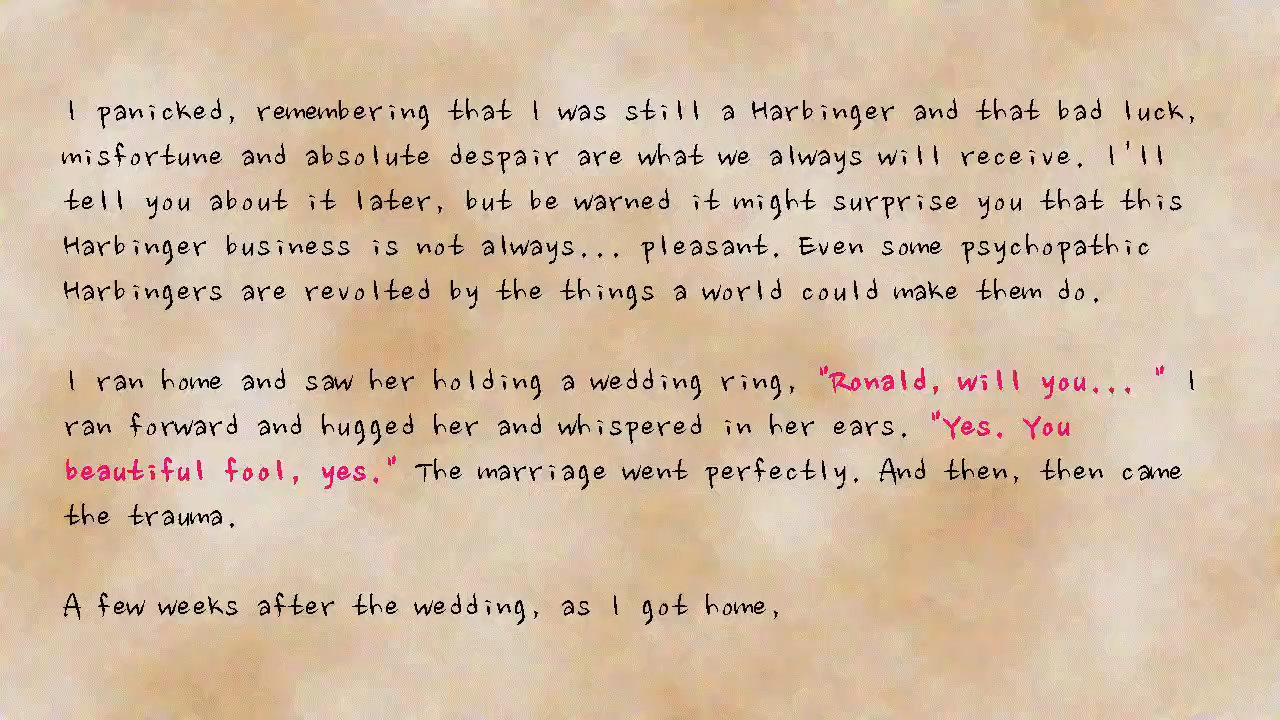 I panicked, remembering that I was still a Harbinger and that bad luck,
misfortune and absolute despair are what we always will receive. I'll
tell you about it later, but be warned it might surprise you that this
Harbinger business is not always... pleasant. Even some psychopathic
Harbingers are revolted by the things a world could make them do.
I ran home and saw her holding a wedding ring, "Ronald, will you... " I
ran forward and hugged her and whispered in her ears. "Yes. You
beautiful fool, yes." The marriage went perfectly. And then, then came
the trauma.
A few weeks after the wedding, as I got home,